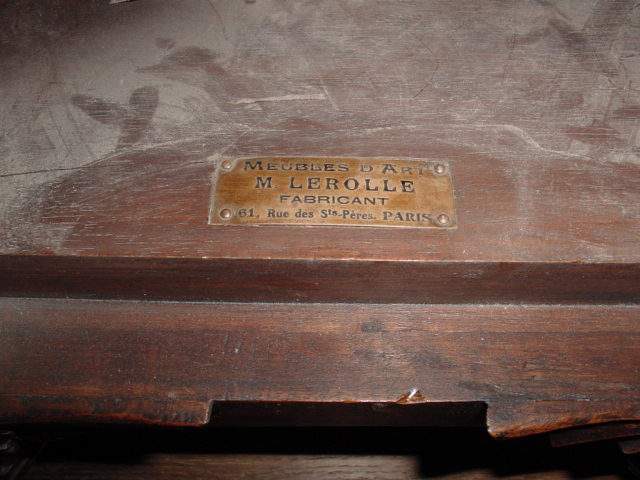 MEUBLES D'ART
M. LEROLLE
FABRICANT
61, Rue des Sts-Pères. PARIS